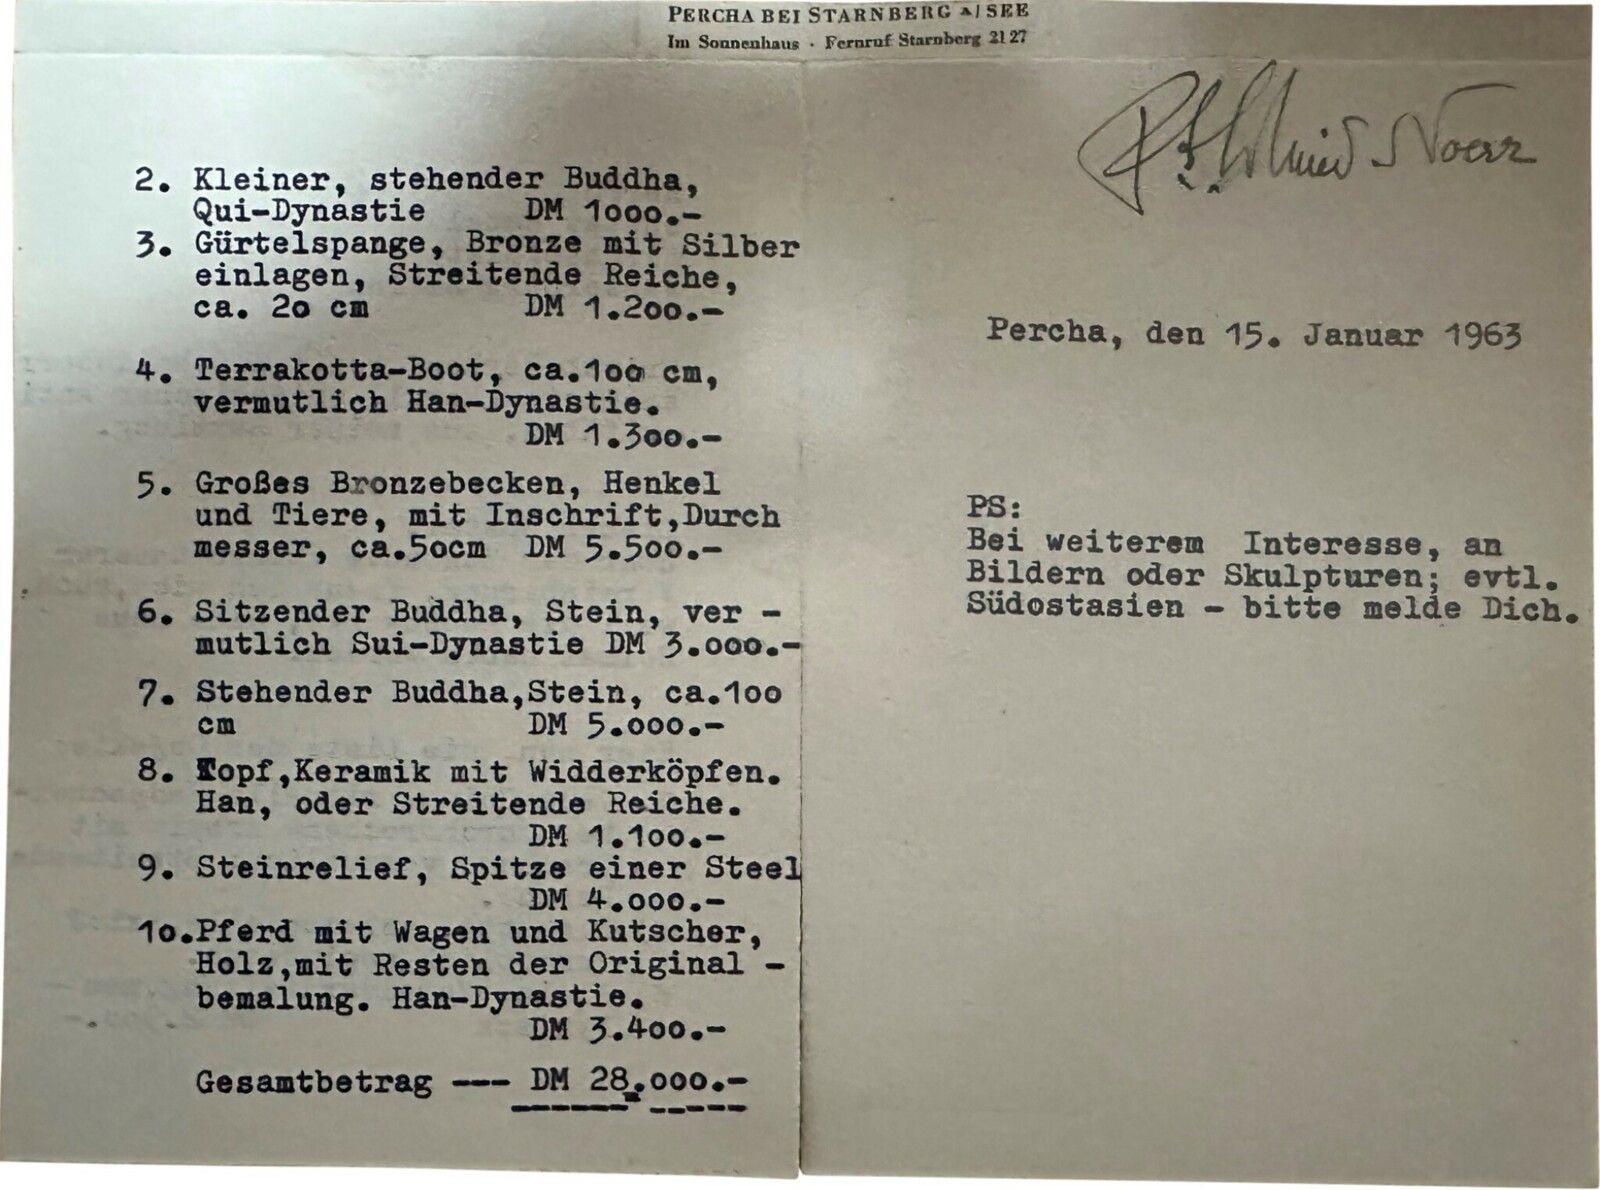 PERCHA BEI STARNBERG A/SEE
Im Sonnenhaus · Fernruf Starnberg 21 27
2. Kleiner, stehender Buddha,
Qui-Dynastie DM 1000.-
3. Gürtelspange, Bronze mit Silber
einlagen, Streitende Reiche,
ca. 20 cm DM 1.200.-
4. Terrakotta-Boot, ca.100 cm,
vermutlich Han-Dynastie.
DM 1.300.-
5. Großes Bronzebecken, Henkel
und Tiere, mit Inschrift,Durch
messer, ca.50cm DM 5.500.-
6. Sitzender Buddha, Stein, ver -
mutlich Sui-Dynastie DM 3.000.-
7. Stehender Buddha,Stein, ca.100
cm DM 5.000.-
8. Topf,Keramik mit Widderköpfen.
Han, oder Streitende Reiche.
DM 1.100.-
9. Steinrelief, Spitze einer Steel
DM 4.000.-
10.Pferd mit Wagen und Kutscher,
Holz,mit Resten der Original -
bemalung. Han-Dynastie.
DM 3.400.-
Gesamtbetrag --- DM 28.000.-
Noerr
Percha, den 15. Januar 1963
PS:
Bei weiterem Interesse, an
Bildern oder Skulpturen; evtl.
Südostasien - bitte melde Dich.